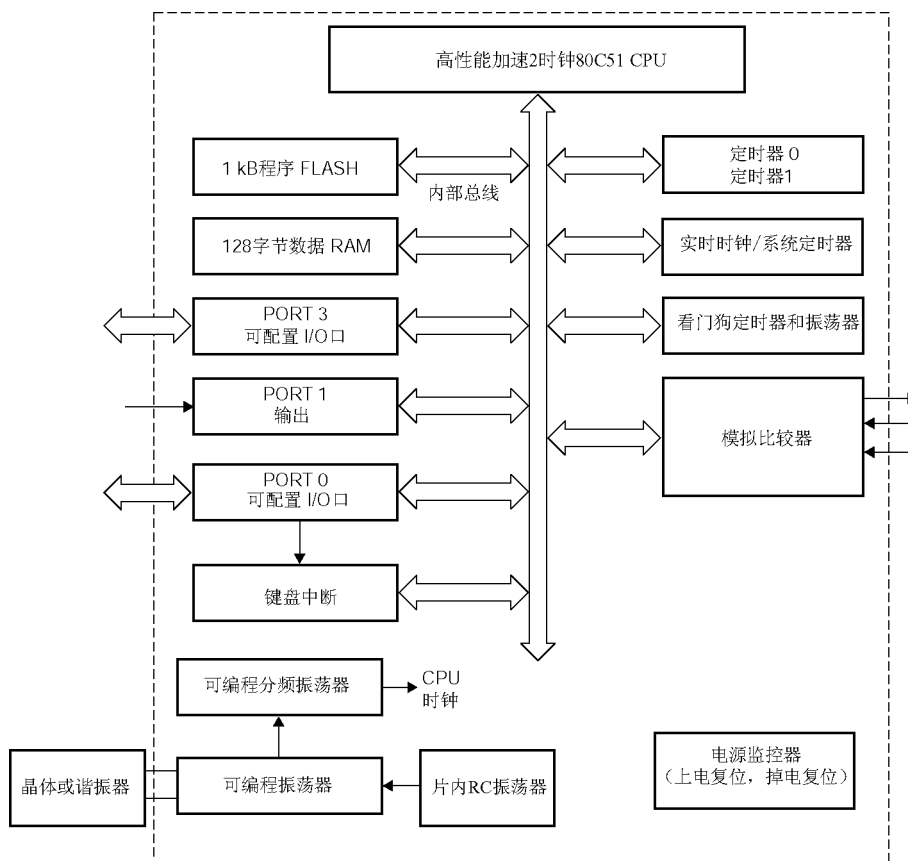 高性能加速2时钟80C51 CPU
1 kB程序 FLASH
内部总线
定时器 0
定时器1
128字节数据 RAM
实时时钟/系统定时器
PORT 3
可配置 I/O口
看门狗定时器和振荡器
PORT 1
输出
模拟比较器
PORT 0
可配置 I/O口
键盘中断
可编程分频振荡器
CPU
时钟
晶体或谐振器
可编程振荡器
片内RC振荡器
电源监控器
（上电复位，掉电复位）